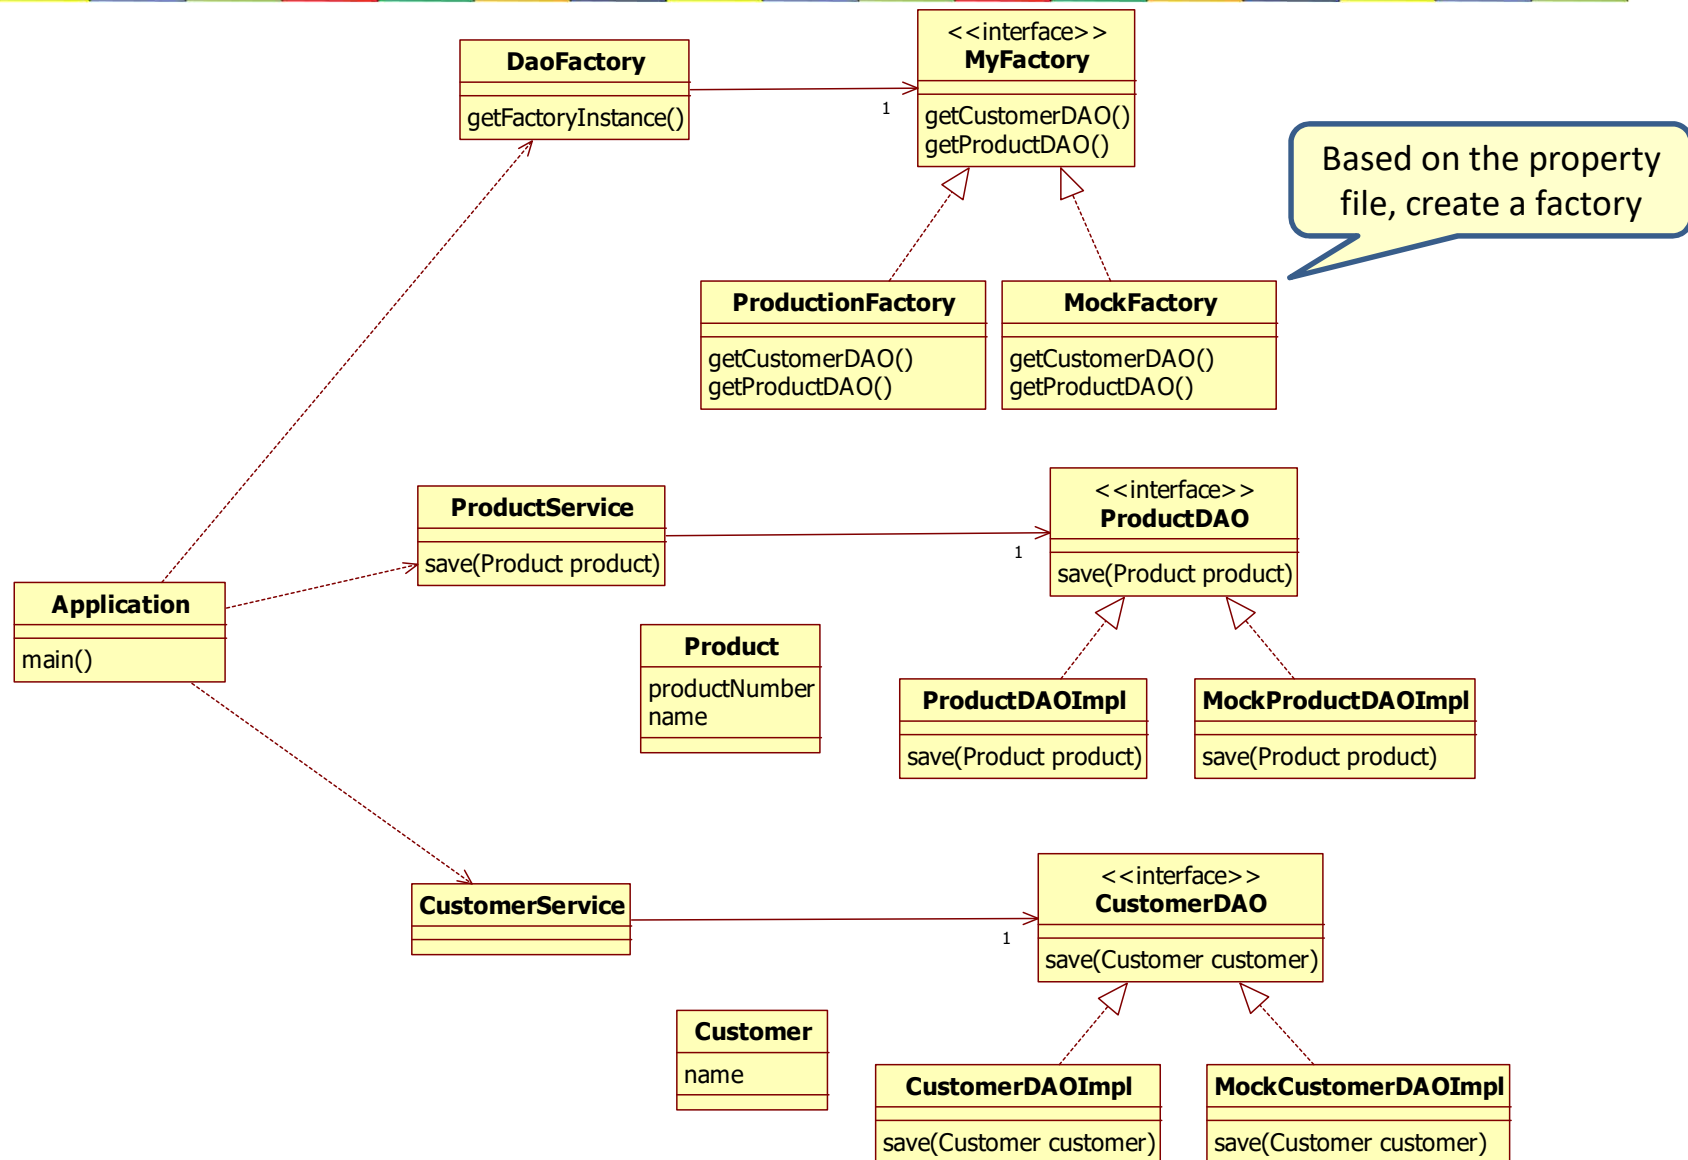 DaoFactory
getFactoryInstance()
1
<<interface>>
MyFactory
getCustomerDAO()
getProductDAO()
Based on the property
file, create a factory
ProductionFactory
getCustomerDAO()
getProductDAO()
MockFactory
getCustomerDAO()
getProductDAO()
ProductService
save(Product product)
1
<<interface>>
ProductDAO
save(Product product)
Application
main()
Product
productNumber
name
ProductDAOImpl
save(Product product)
MockProductDAOImpl
save(Product product)
CustomerService
1
<<interface>>
CustomerDAO
save(Customer customer)
Customer
name
CustomerDAOImpl
save(Customer customer)
MockCustomerDAOImpl
save(Customer customer)